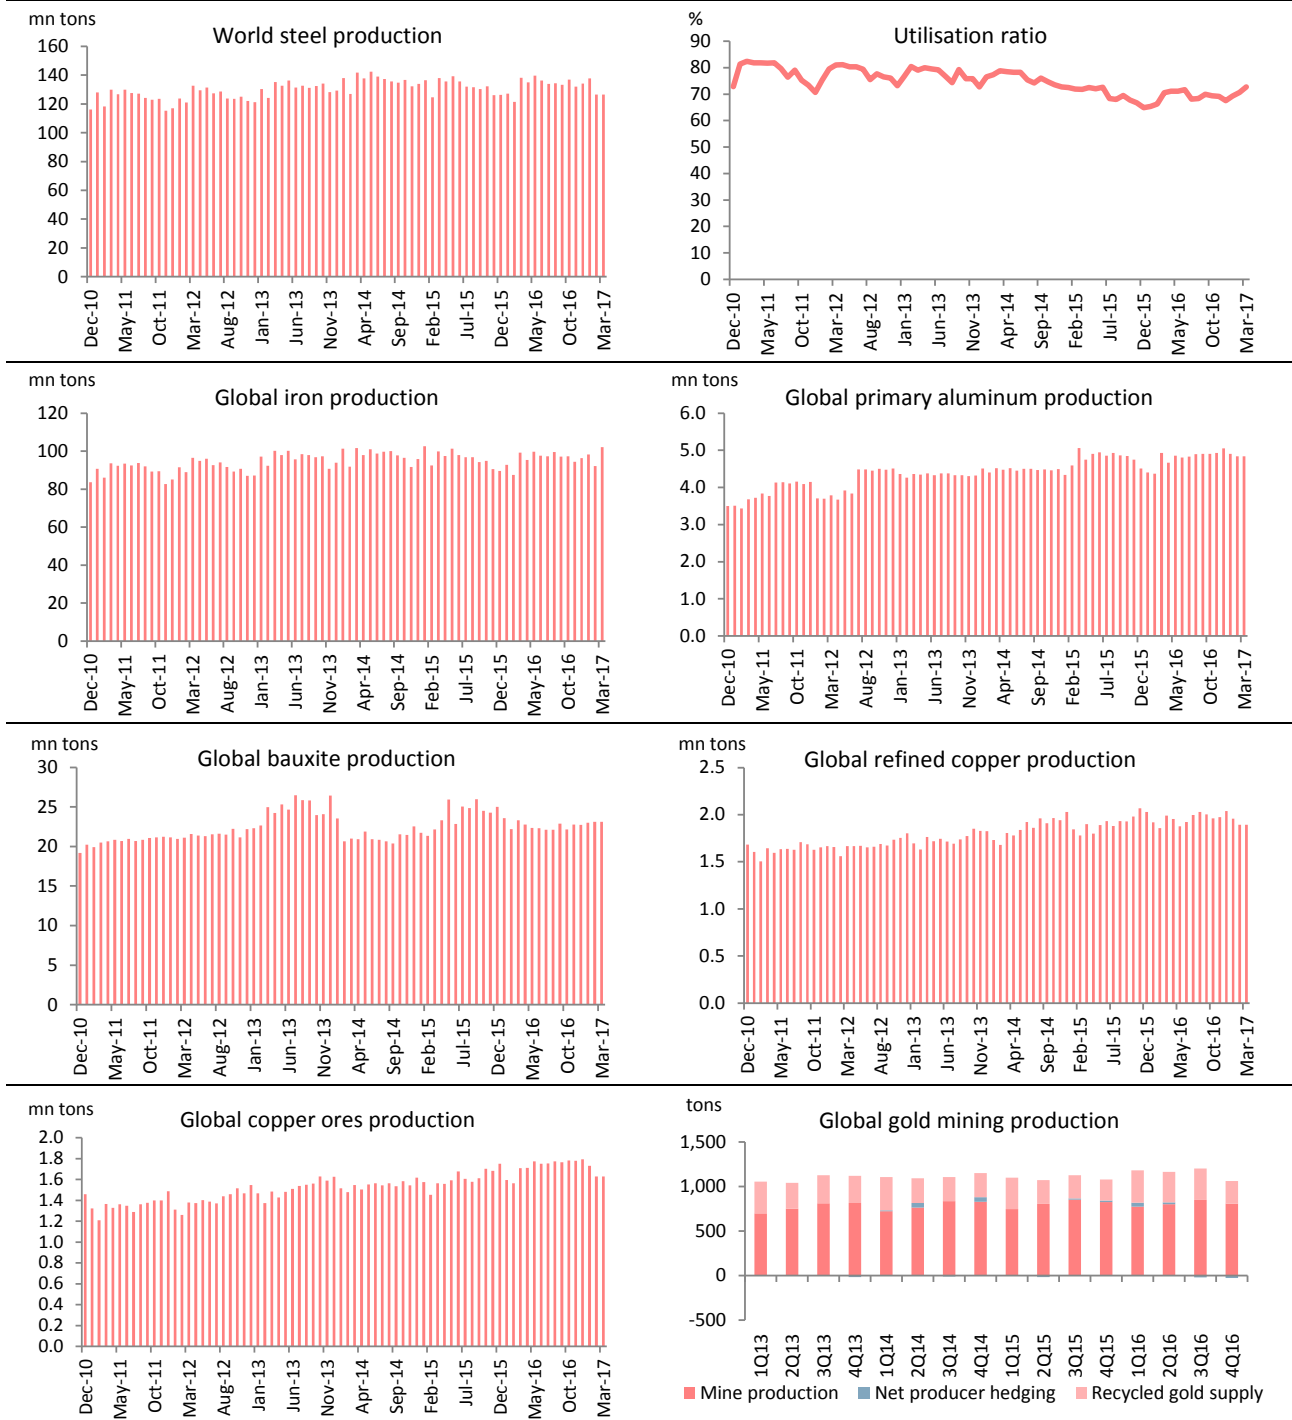 mn tons
World steel production
160
140
120
100
80
60
40
20
0
Dec-10
May-11
Oct-11
Mar-12
Aug-12
Jan-13
Jun-13
Nov-13
Apr-14
Sep-14
Feb-15
Jul-15
Dec-15
May-16
Oct-16
Mar-17
%
Utilisation ratio
90
80
70
60
50
40
30
20
10
0
Dec-10
May-11
Oct-11
Mar-12
Aug-12
Jan-13
Jun-13
Nov-13
Apr-14
Sep-14
Feb-15
Jul-15
Dec-15
May-16
Oct-16
Mar-17
mn tons
Global iron production
120
100
80
60
40
20
0
Dec-10
May-11
Oct-11
Mar-12
Aug-12
Jan-13
Jun-13
Nov-13
Apr-14
Sep-14
Feb-15
Jul-15
Dec-15
May-16
Oct-16
Mar-17
mn tons
Global primary aluminum production
6.0
5.0
4.0
3.0
2.0
1.0
0.0
Dec-10
May-11
Oct-11
Mar-12
Aug-12
Jan-13
Jun-13
Nov-13
Apr-14
Sep-14
Feb-15
Jul-15
Dec-15
May-16
Oct-16
Mar-17
mn tons
Global bauxite production
30
25
20
15
10
5
0
Dec-10
May-11
Oct-11
Mar-12
Aug-12
Jan-13
Jun-13
Nov-13
Apr-14
Sep-14
Feb-15
Jul-15
Dec-15
May-16
Oct-16
Mar-17
mn tons
Global refined copper production
2.5
2.0
1.5
1.0
0.5
0.0
Dec-10
May-11
Oct-11
Mar-12
Aug-12
Jan-13
Jun-13
Nov-13
Apr-14
Sep-14
Feb-15
Jul-15
Dec-15
May-16
Oct-16
Mar-17
mn tons
Global copper ores production
2.0
1.8
1.6
1.4
1.2
1.0
0.8
0.6
0.4
0.2
0.0
Dec-10
May-11
Oct-11
Mar-12
Aug-12
Jan-13
Jun-13
Nov-13
Apr-14
Sep-14
Feb-15
Jul-15
Dec-15
May-16
Oct-16
Mar-17
tons
Global gold mining production
1,500
1,000
500
0
-500
1Q13
2Q13
3Q13
4Q13
1Q14
2Q14
3Q14
4Q14
1Q15
2Q15
3Q15
4Q15
1Q16
2Q16
3Q16
4Q16
Mine production
Net producer hedging
Recycled gold supply